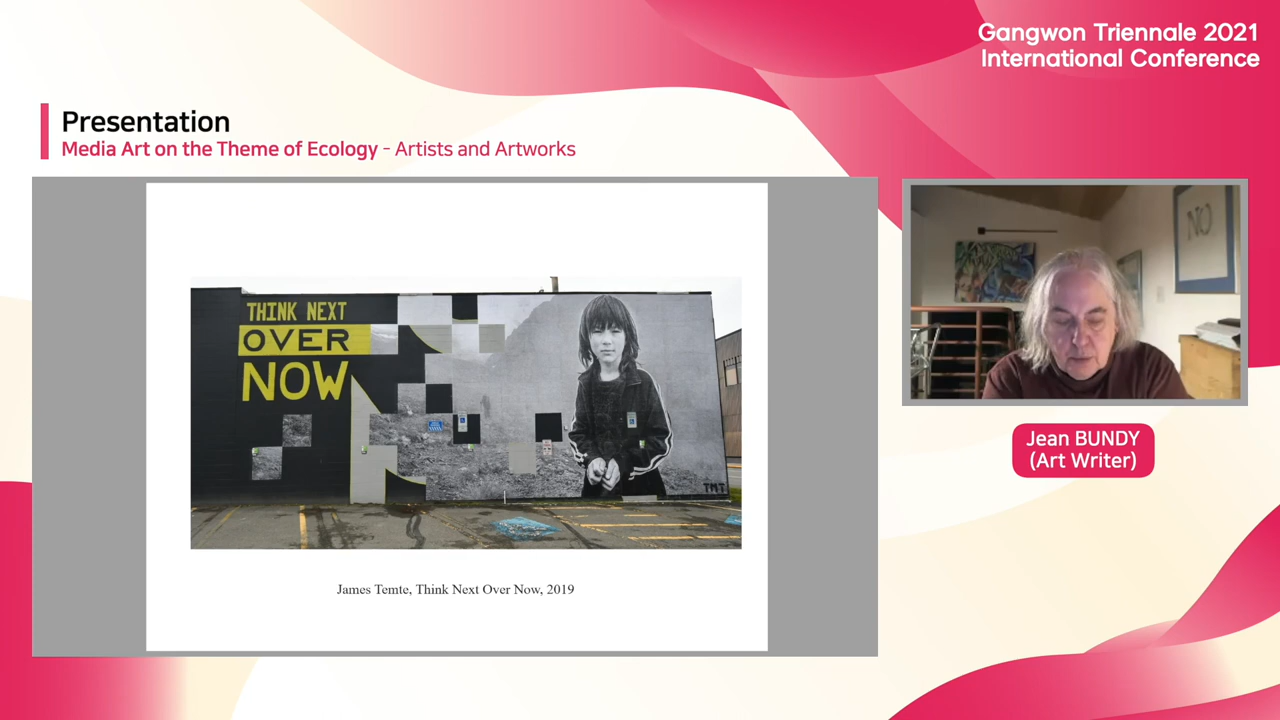 Gangwon Triennale 2021
International Conference
Presentation
Media Art on the Theme of Ecology - Artists and Artworks
THINK NEXT
OVER
NOW
TMT
James Temte, Think Next Over Now, 2019
NO
Jean BUNDY
(Art Writer)